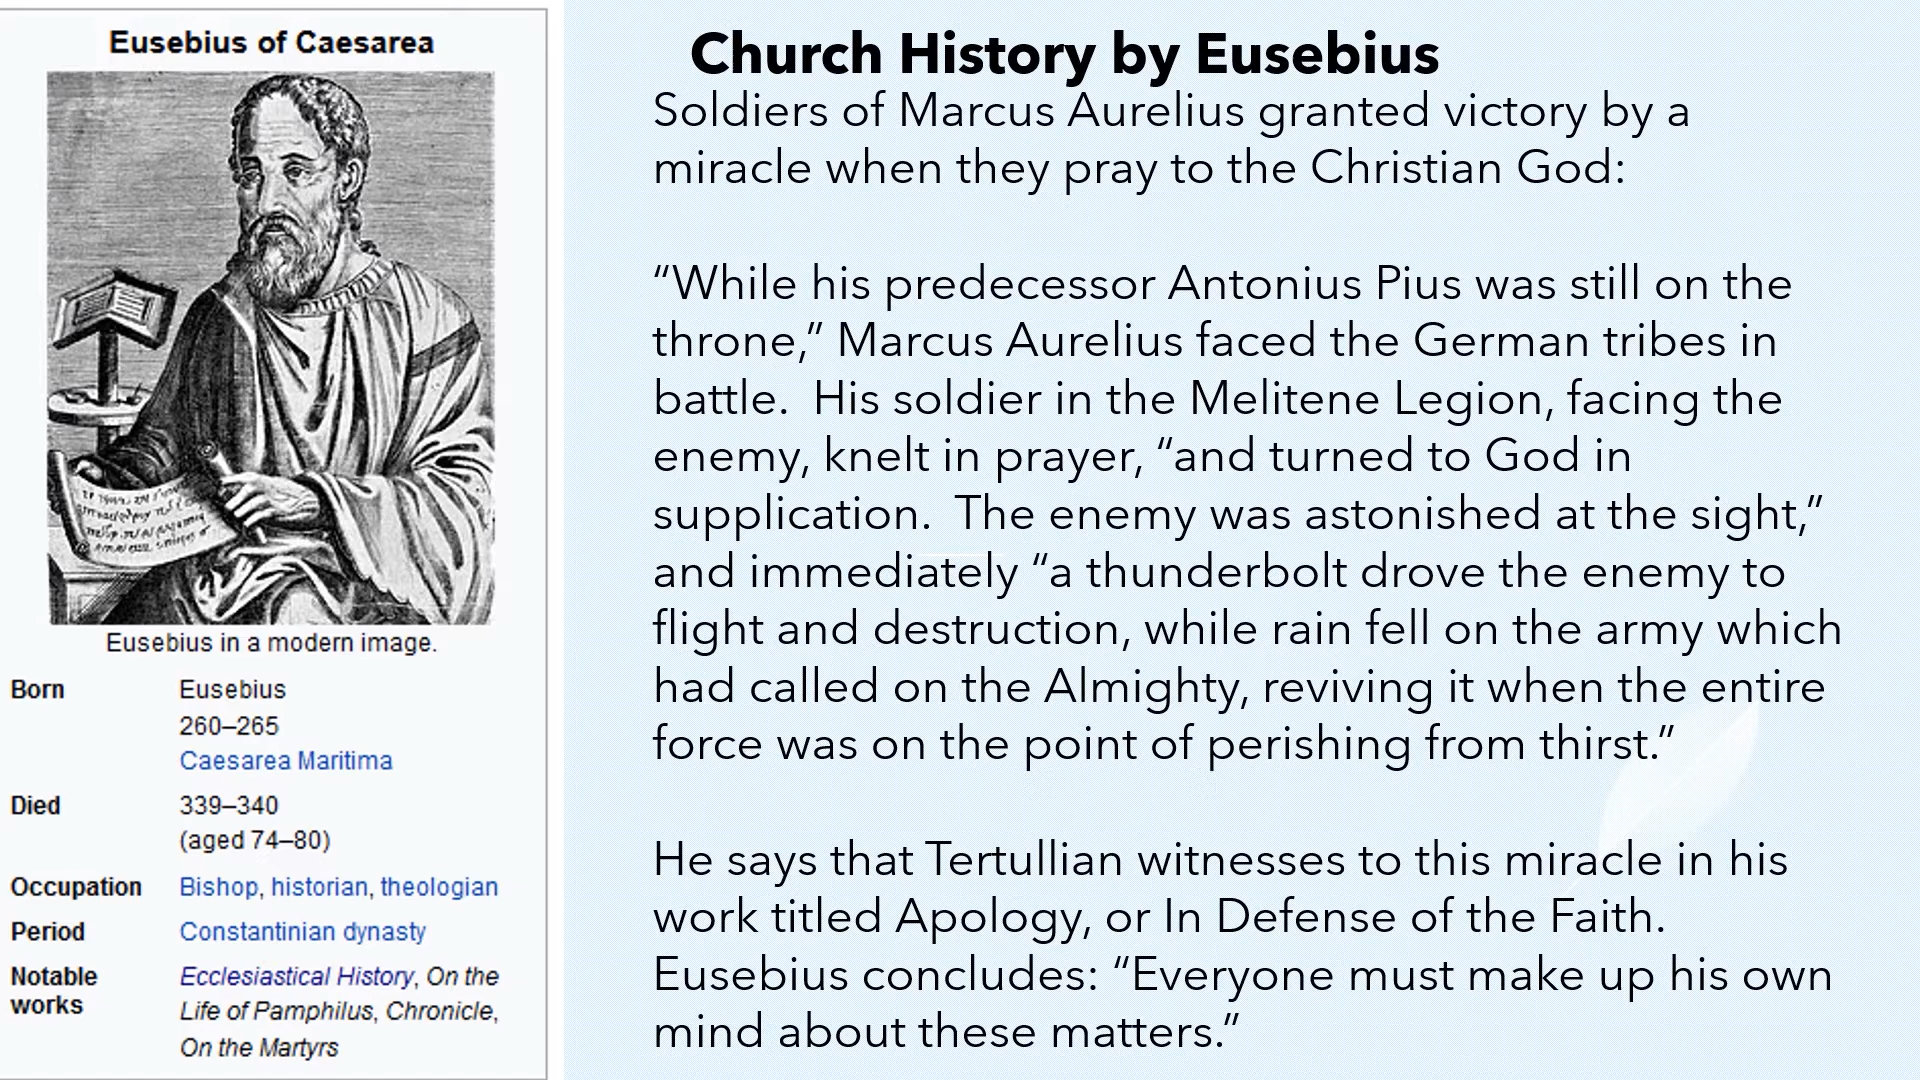 Eusebius of Caesarea
Eusebius in a modern image.
Born Eusebius
260–265
Caesarea Maritima
Died 339–340
(aged 74–80)
Occupation Bishop, historian, theologian
Period Constantinian dynasty
Notable works Ecclesiastical History, On the
Life of Pamphilus, Chronicle,
On the Martyrs
Church History by Eusebius
Soldiers of Marcus Aurelius granted victory by a
miracle when they pray to the Christian God:
“While his predecessor Antonius Pius was still on the
throne,” Marcus Aurelius faced the German tribes in
battle.  His soldier in the Melitene Legion, facing the
enemy, knelt in prayer, “and turned to God in
supplication.  The enemy was astonished at the sight,”
and immediately “a thunderbolt drove the enemy to
flight and destruction, while rain fell on the army which
had called on the Almighty, reviving it when the entire
force was on the point of perishing from thirst.”
He says that Tertullian witnesses to this miracle in his
work titled Apology, or In Defense of the Faith.
Eusebius concludes: “Everyone must make up his own
mind about these matters.”